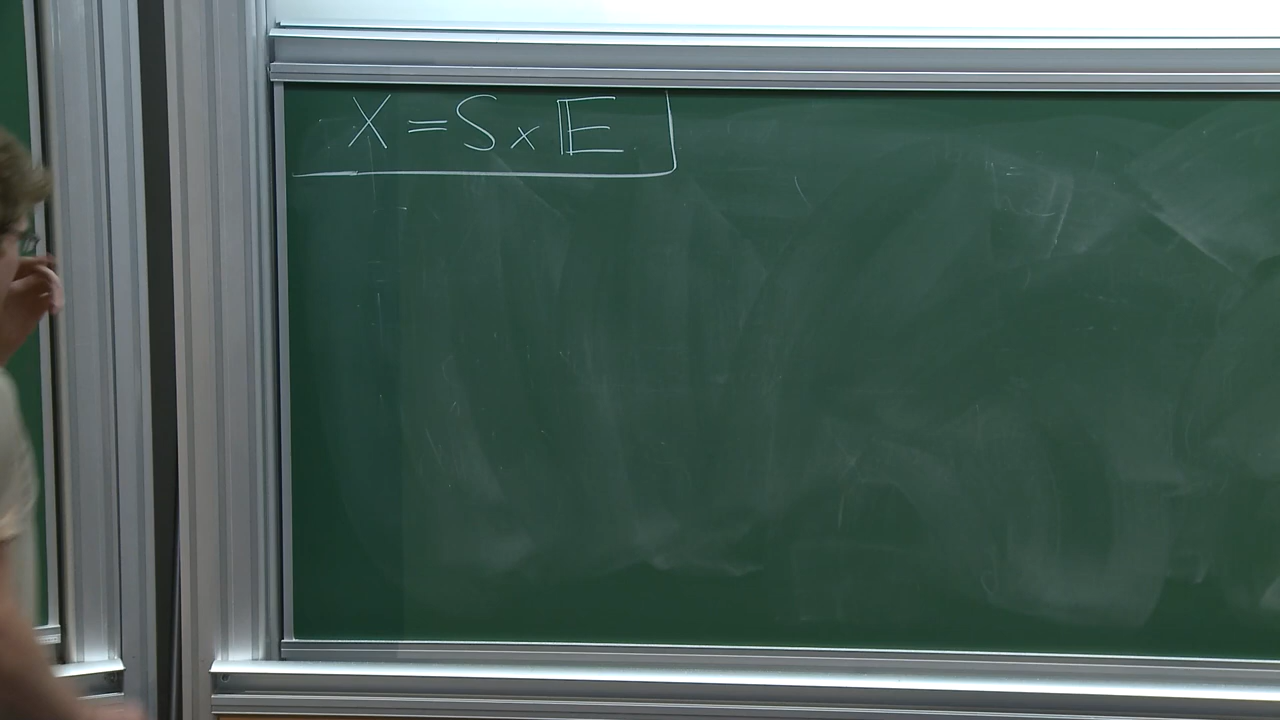 X = S × 𝔼